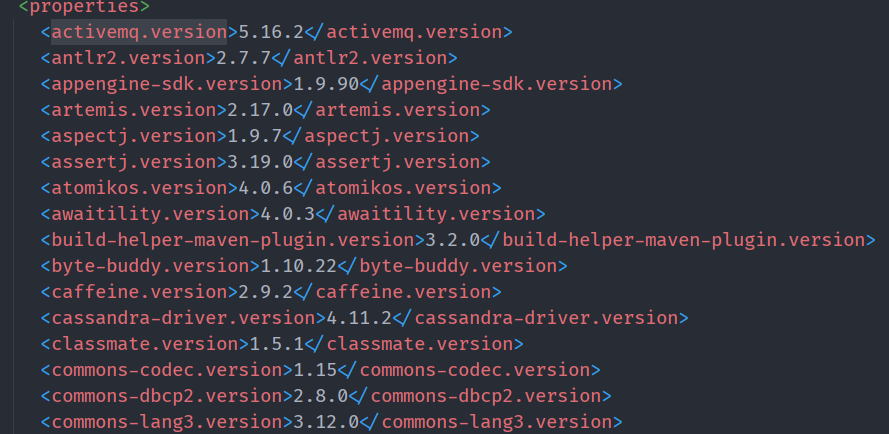 <properties>
<activemq.version>5.16.2</activemq.version>
<antlr2.version>2.7.7</antlr2.version>
<appengine-sdk.version>1.9.90</appengine-sdk.version>
<artemis.version>2.17.0</artemis.version>
<aspectj.version>1.9.7</aspectj.version>
<assertj.version>3.19.0</assertj.version>
<atomikos.version>4.0.6</atomikos.version>
<awaitility.version>4.0.3</awaitility.version>
<build-helper-maven-plugin.version>3.2.0</build-helper-maven-plugin.version>
<byte-buddy.version>1.10.22</byte-buddy.version>
<caffeine.version>2.9.2</caffeine.version>
<cassandra-driver.version>4.11.2</cassandra-driver.version>
<classmate.version>1.5.1</classmate.version>
<commons-codec.version>1.15</commons-codec.version>
<commons-dbcp2.version>2.8.0</commons-dbcp2.version>
<commons-lang3.version>3.12.0</commons-lang3.version>